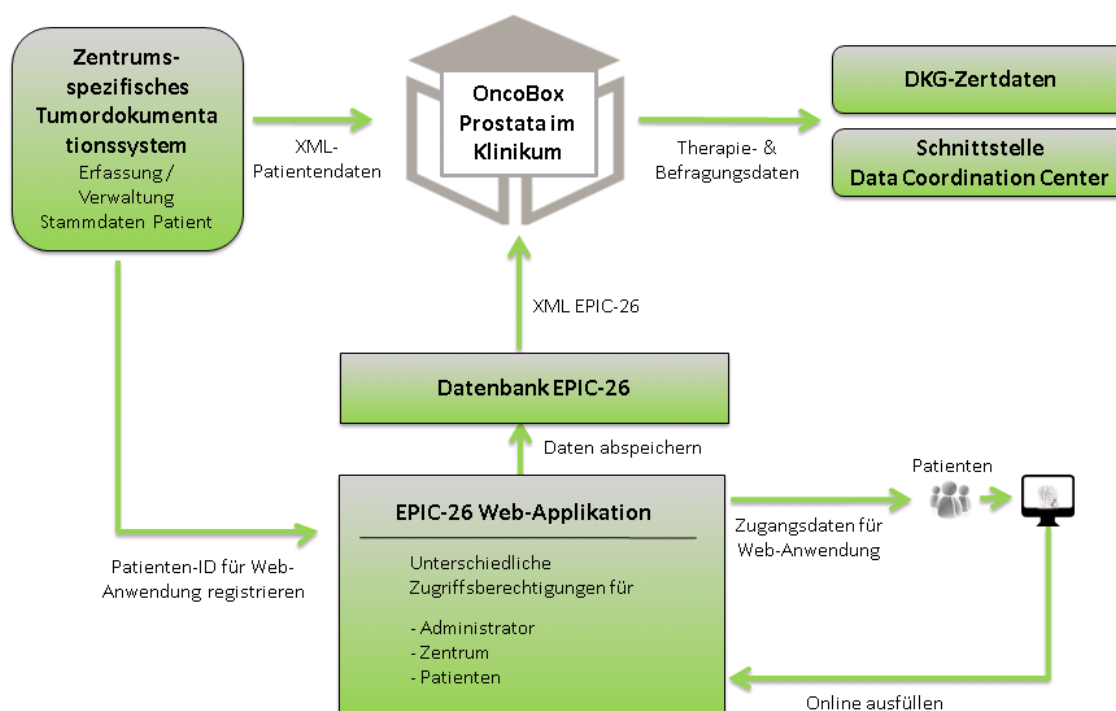 Zentrums-
spezifisches
Tumordokumenta
tionssystem
Erfassung /
Verwaltung
Stammdaten Patient
XML-
Patientendaten
OncoBox
Prostata im
Klinikum
Therapie- &
Befragungsdaten
DKG-Zertdaten
Schnittstelle
Data Coordination Center
XML EPIC-26
Datenbank EPIC-26
Daten abspeichern
Patienten-ID für Web-
Anwendung registrieren
EPIC-26 Web-Applikation
Unterschiedliche
Zugriffsberechtigungen für
- Administrator
- Zentrum
- Patienten
Patienten
Zugangsdaten für
Web-Anwendung
Online ausfüllen